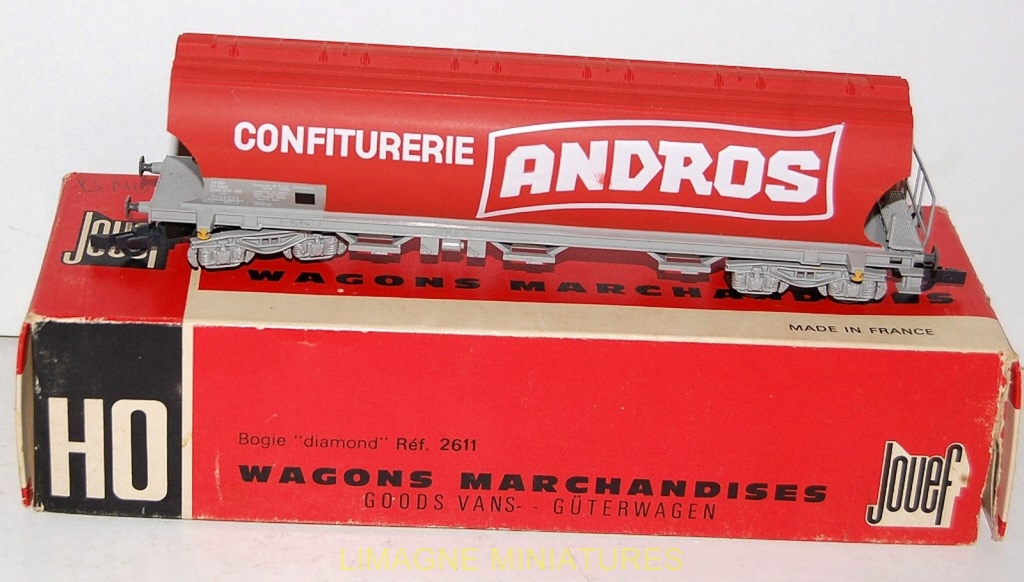 CONFITURERIE ANDROS
Jouef
WAGONS MARCHANDISES
MADE IN FRANCE
HO
Bogie "diamond" Réf. 2611
WAGONS MARCHANDISES
GOODS VANS- - GÜTERWAGEN
Jouef
LIMAGNE MINIATURES